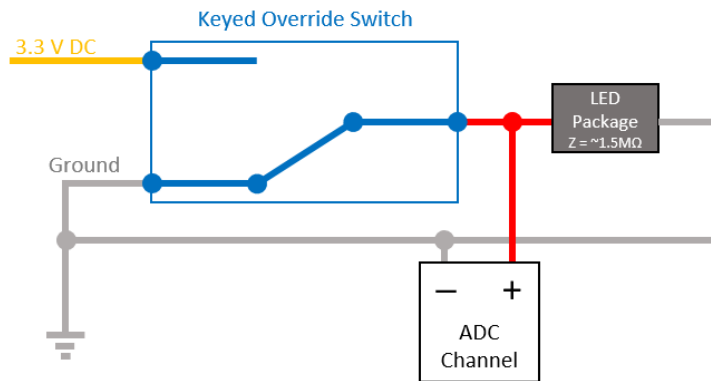 Keyed Override Switch
3.3 V DC
LED
Package
Z = ~1.5MΩ
Ground
− +
ADC
Channel